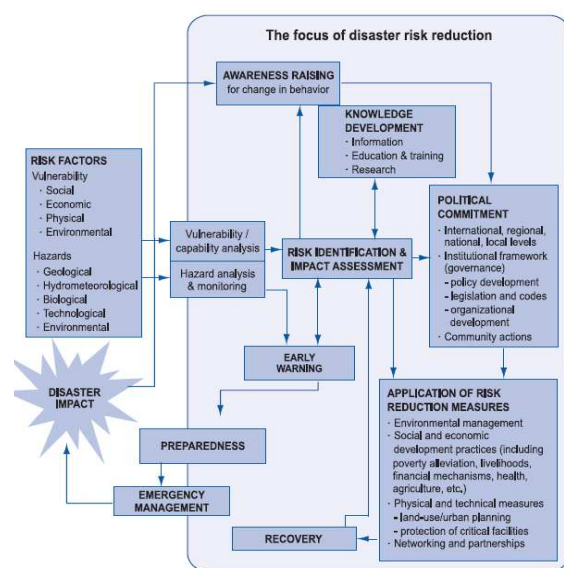 The focus of disaster risk reduction
AWARENESS RAISING
for change in behavior
KNOWLEDGE
DEVELOPMENT
· Information
· Education & training
· Research
RISK FACTORS
Vulnerability
· Social
· Economic
· Physical
· Environmental
Hazards
· Geological
· Hydrometeorological
· Biological
· Technological
· Environmental
Vulnerability /
capability analysis
Hazard analysis
& monitoring
RISK IDENTIFICATION &
IMPACT ASSESSMENT
POLITICAL
COMMITMENT
· International, regional,
national, local levels
· Institutional framework
(governance)
– policy development
– legislation and codes
– organizational
development
· Community actions
EARLY
WARNING
DISASTER
IMPACT
PREPAREDNESS
EMERGENCY
MANAGEMENT
RECOVERY
APPLICATION OF RISK
REDUCTION MEASURES
· Environmental management
· Social and economic
development practices (including
poverty alleviation, livelihoods,
financial mechanisms, health,
agriculture, etc.)
· Physical and technical measures
– land-use/urban planning
– protection of critical facilities
· Networking and partnerships